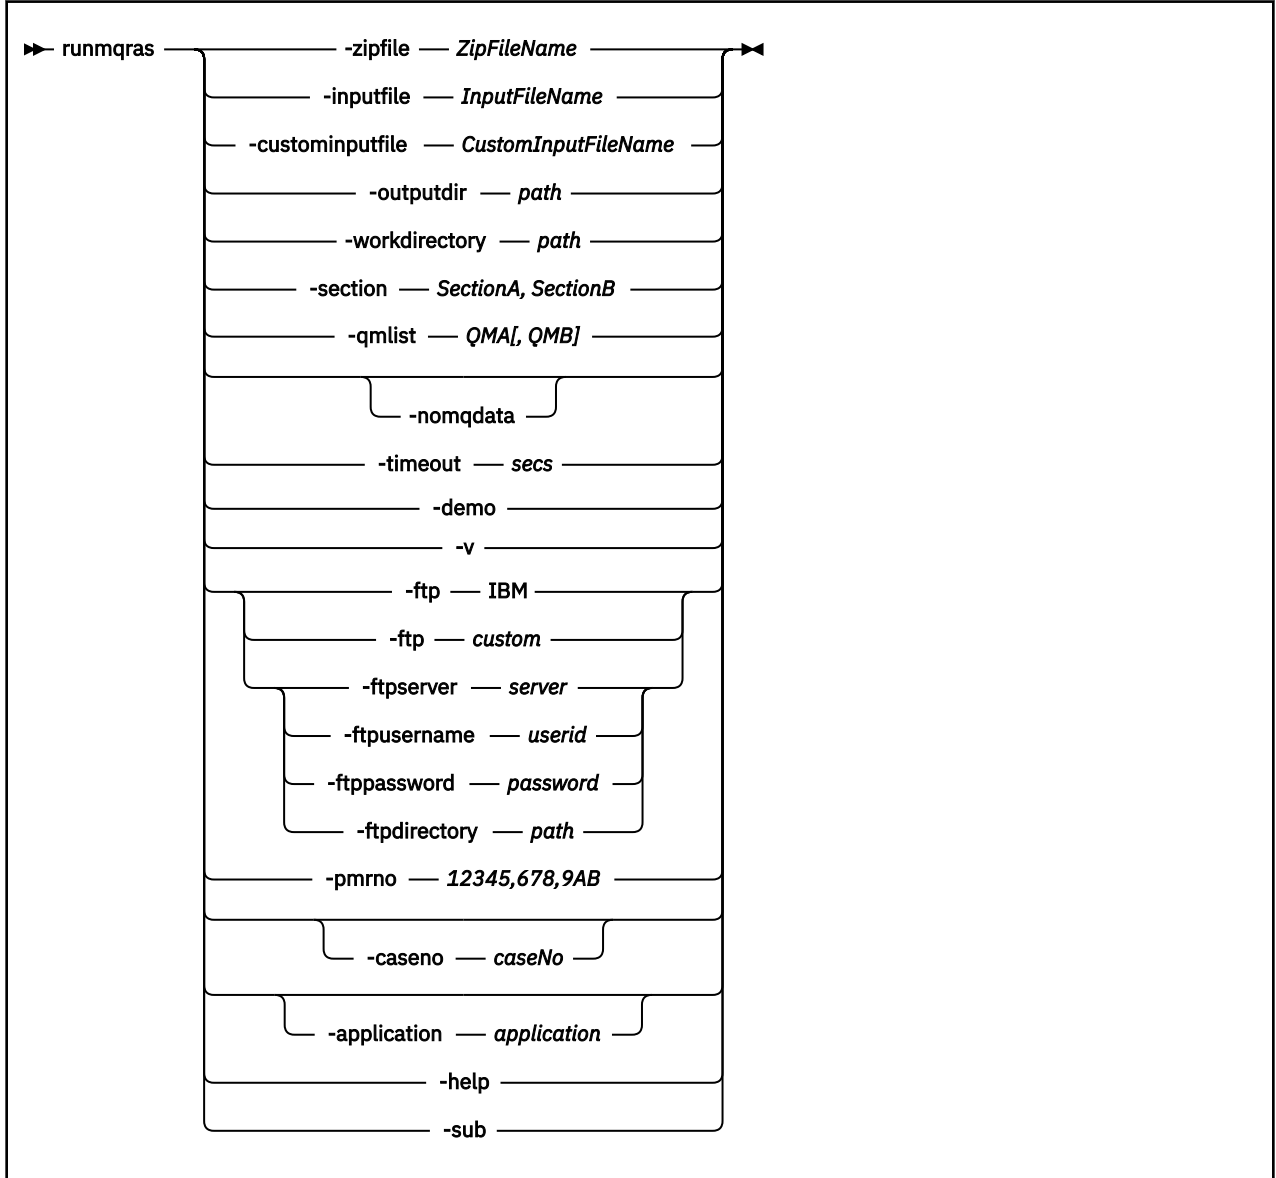 runmqras -zipfile ZipFileName
-inputfile InputFileName
-custominputfile CustomInputFileName
-outputdir path
-workdirectory path
-section SectionA, SectionB
-qmlist QMA[, QMB]
-nomqdata
-timeout secs
-demo
-v
-ftp IBM
-ftp custom
-ftpserver server
-ftpusername userid
-ftppassword password
-ftpdirectory path
-pmrno 12345,678,9AB
-caseno caseNo
-application application
-help
-sub